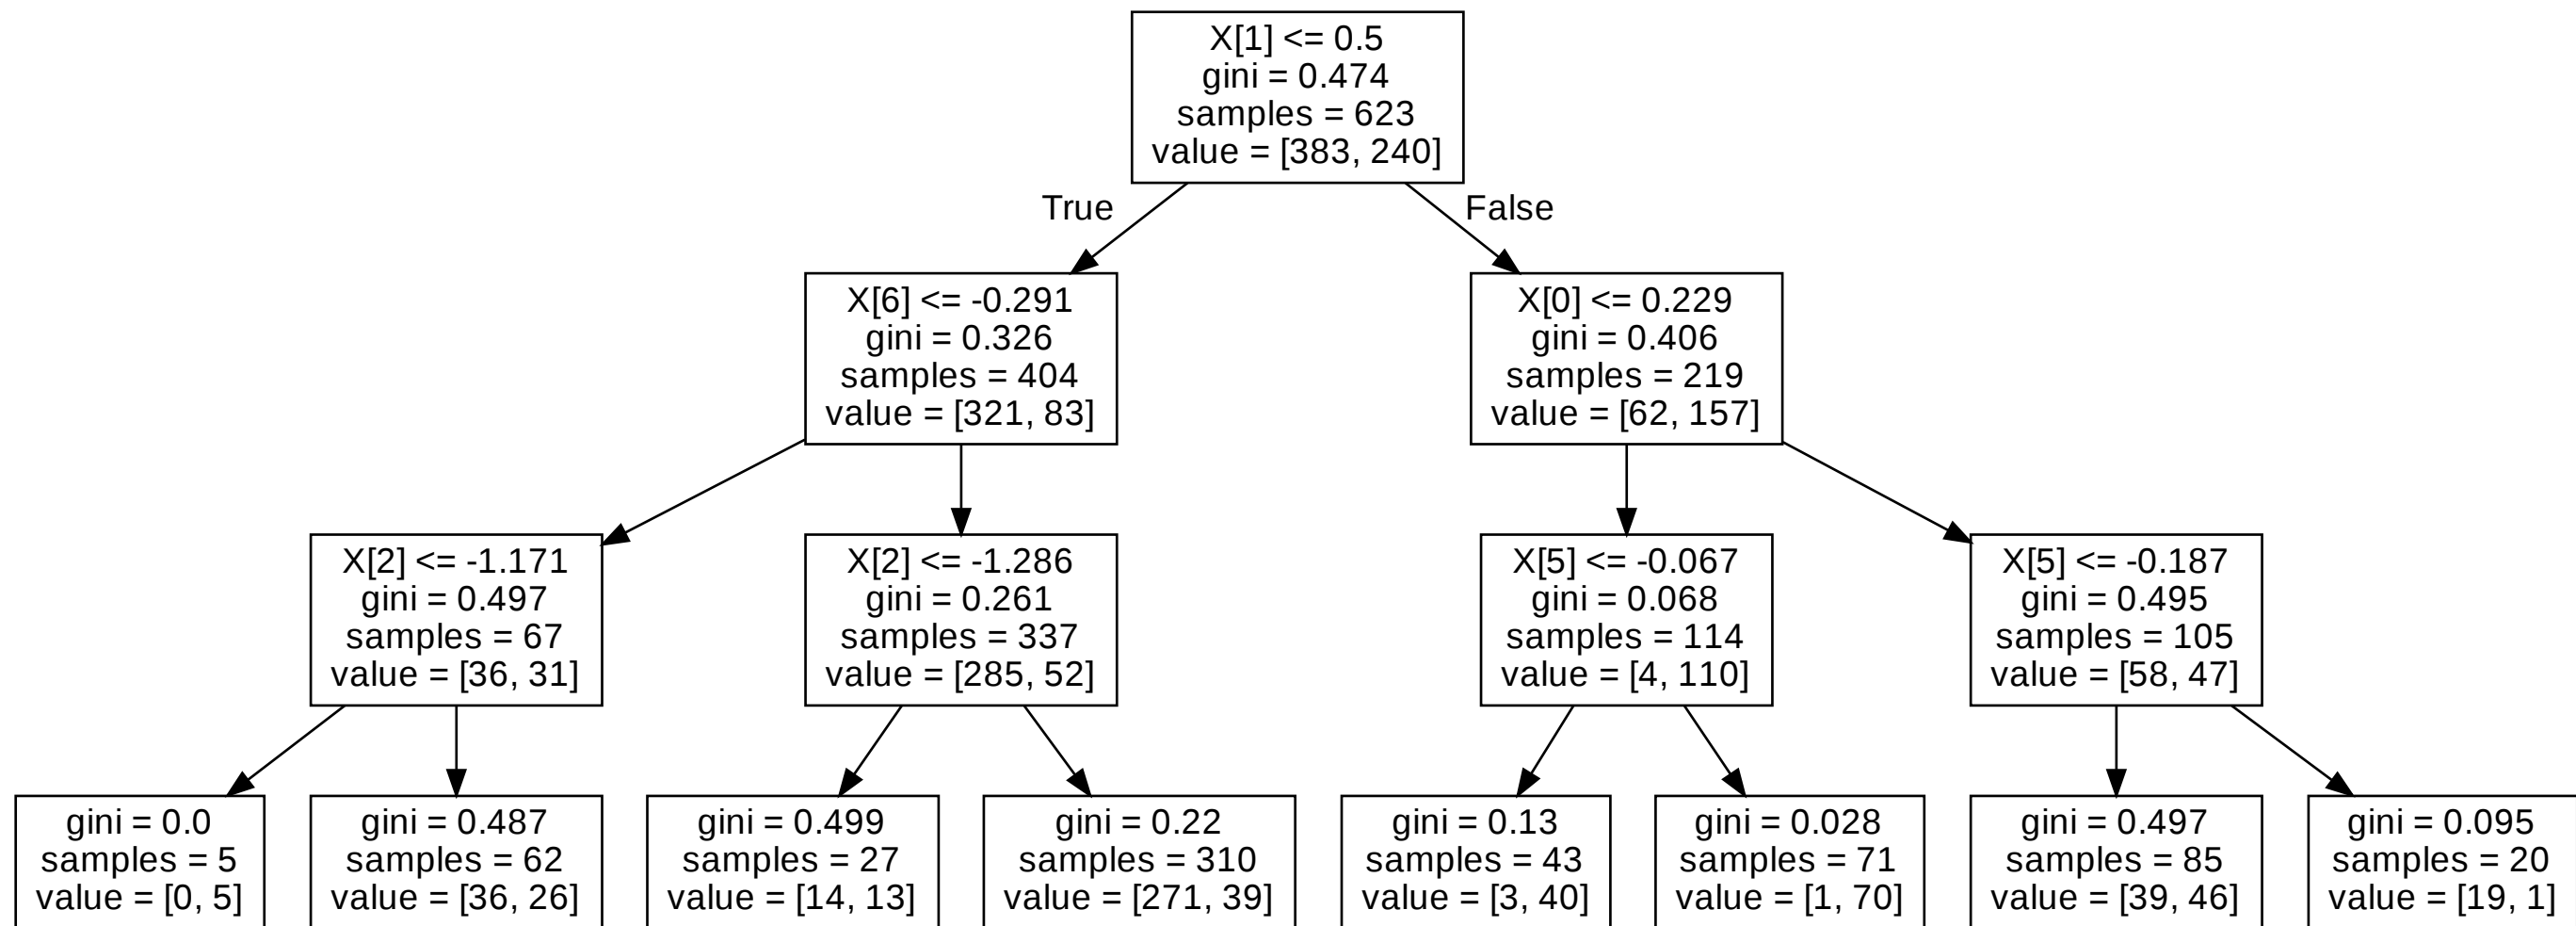 X[1] <= 0.5
gini = 0.474
samples = 623
value = [383, 240]
True
False
X[6] <= -0.291
gini = 0.326
samples = 404
value = [321, 83]
X[0] <= 0.229
gini = 0.406
samples = 219
value = [62, 157]
X[2] <= -1.171
gini = 0.497
samples = 67
value = [36, 31]
X[2] <= -1.286
gini = 0.261
samples = 337
value = [285, 52]
X[5] <= -0.067
gini = 0.068
samples = 114
value = [4, 110]
X[5] <= -0.187
gini = 0.495
samples = 105
value = [58, 47]
gini = 0.0
samples = 5
value = [0, 5]
gini = 0.487
samples = 62
value = [36, 26]
gini = 0.499
samples = 27
value = [14, 13]
gini = 0.22
samples = 310
value = [271, 39]
gini = 0.13
samples = 43
value = [3, 40]
gini = 0.028
samples = 71
value = [1, 70]
gini = 0.497
samples = 85
value = [39, 46]
gini = 0.095
samples = 20
value = [19, 1]